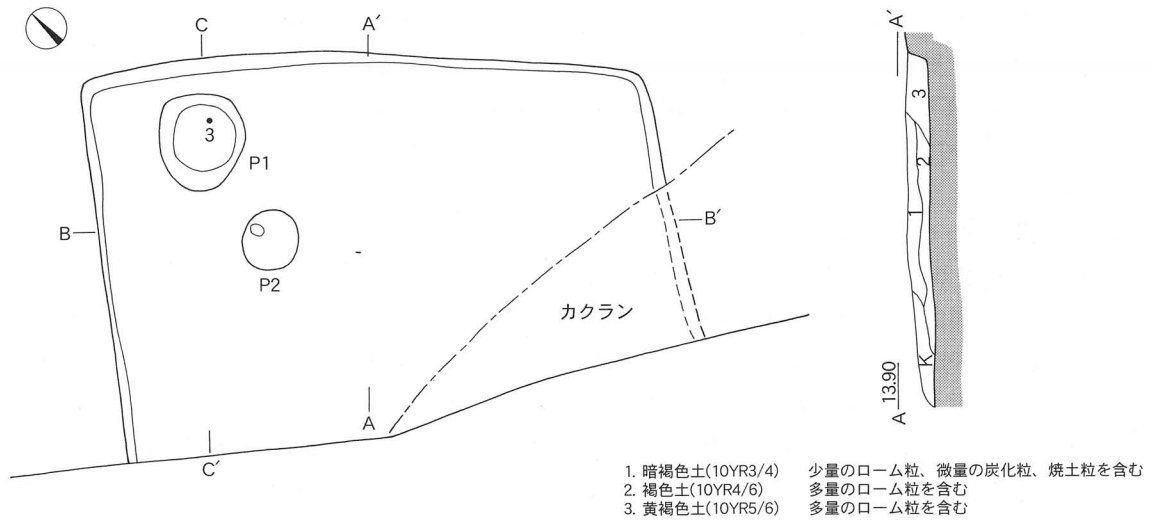 C
A´
3
P1
B
B´
P2
カクラン
A
C´
A´
3
2
1
K
13.90
A
1. 暗褐色土(10YR3/4) 少量のローム粒、微量の炭化粒、焼土粒を含む
2. 褐色土(10YR4/6) 多量のローム粒を含む
3. 黄褐色土(10YR5/6) 多量のローム粒を含む